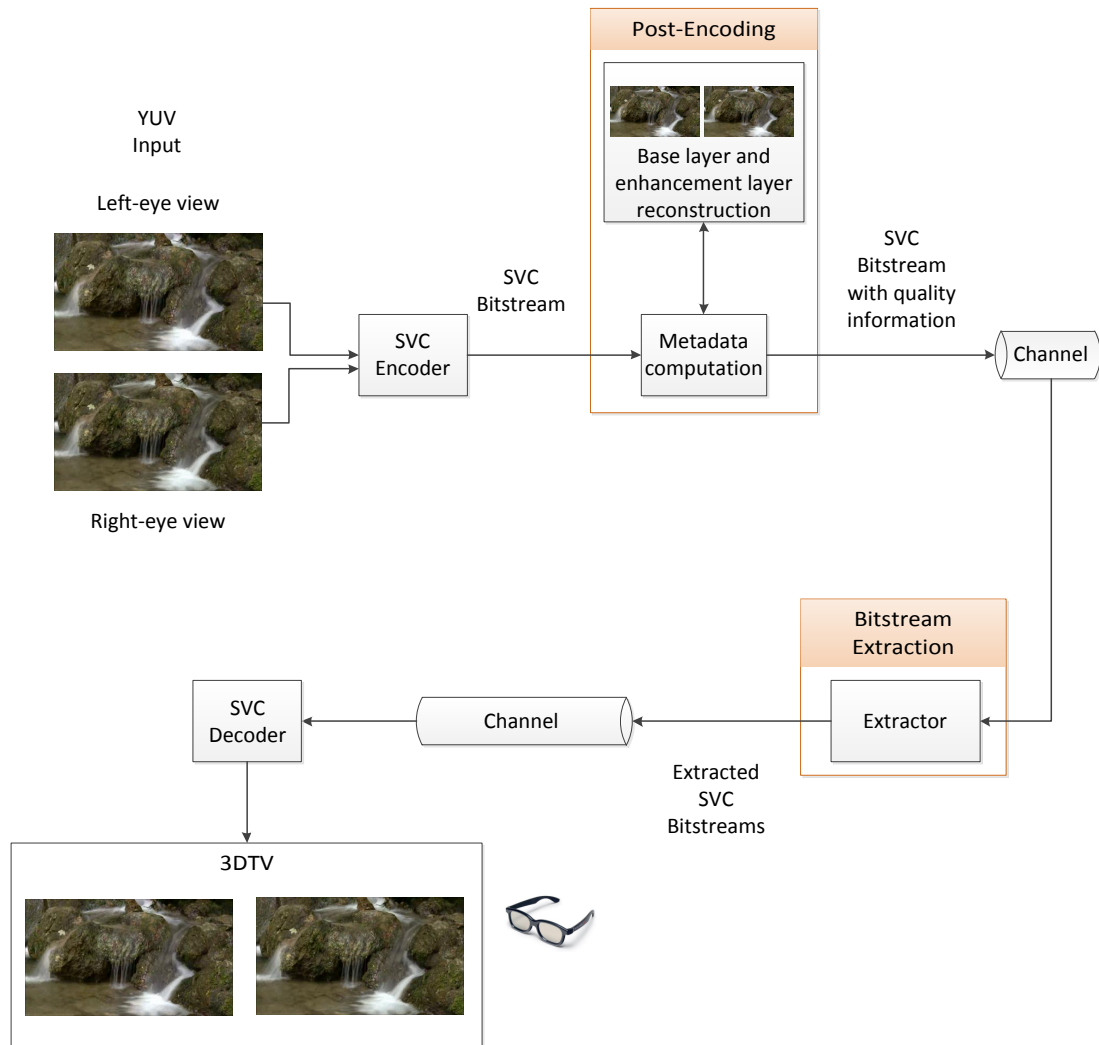 Post-Encoding
YUV
Input
Left-eye view
Base layer and
enhancement layer
reconstruction
SVC
Bitstream
SVC
Bitstream
with quality
information
SVC
Encoder
Metadata
computation
Channel
Right-eye view
Bitstream
Extraction
SVC
Decoder
Channel
Extractor
Extracted
SVC
Bitstreams
3DTV